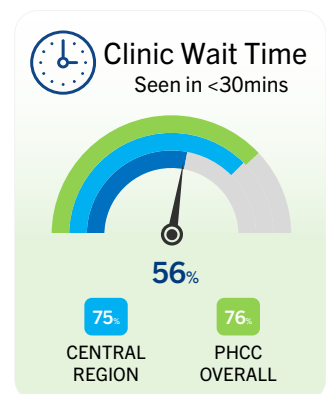 Clinic Wait Time
Seen in <30mins
56%
75%
76%
CENTRAL
REGION
PHCC
OVERALL